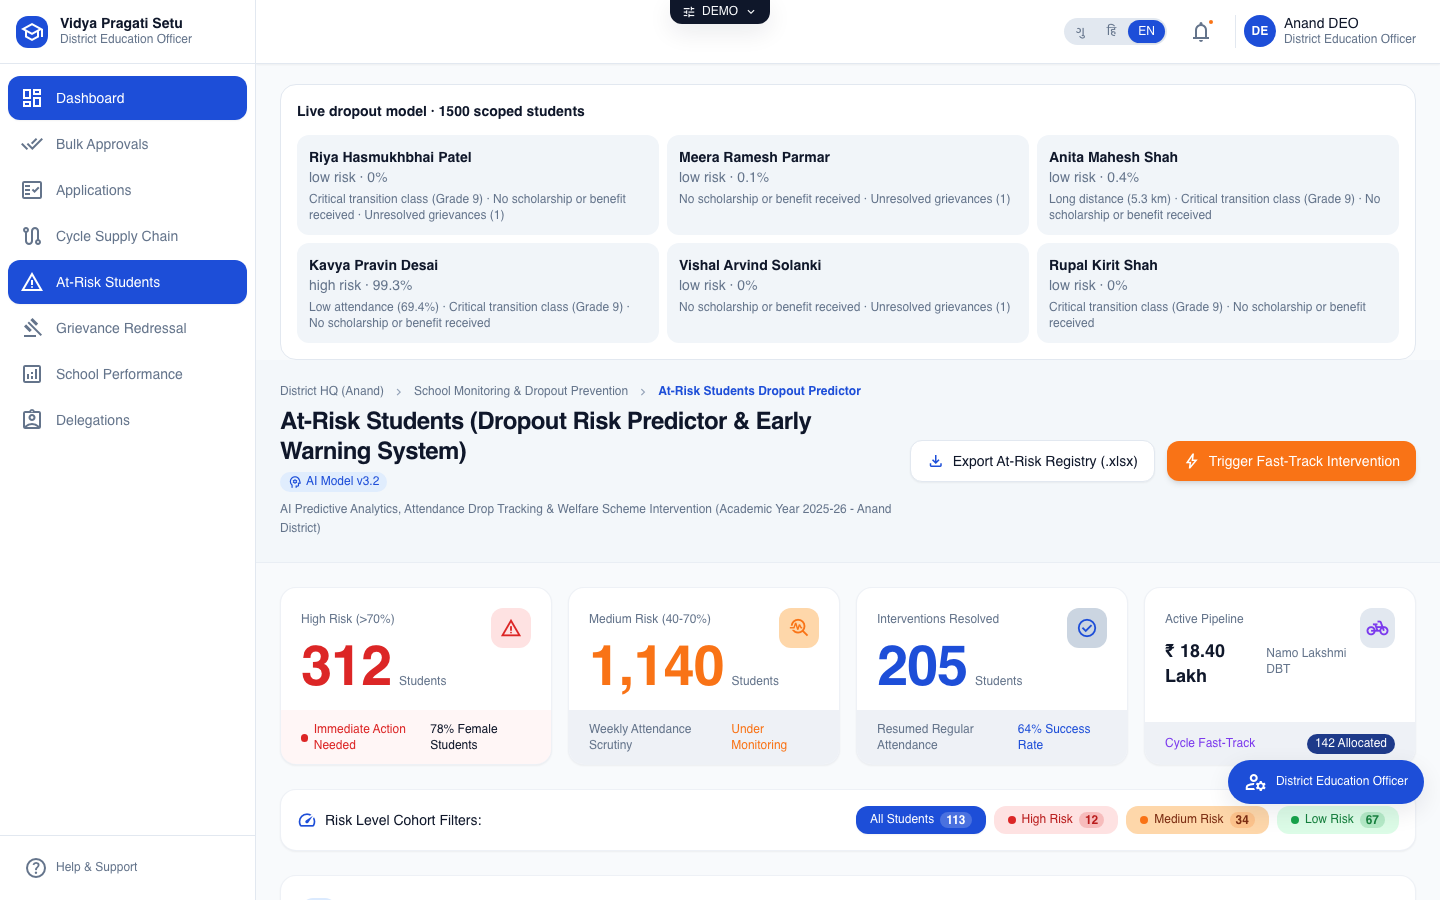 Vidya Pragati Setu
District Education Officer
DEMO
ગુ
हि
EN
DE
Anand DEO
District Education Officer
Dashboard
Bulk Approvals
Applications
Cycle Supply Chain
At-Risk Students
Grievance Redressal
School Performance
Delegations
Help & Support
Live dropout model · 1500 scoped students
Riya Hasmukhbhai Patel
low risk · 0%
Critical transition class (Grade 9) · No scholarship or benefit
received · Unresolved grievances (1)
Meera Ramesh Parmar
low risk · 0.1%
No scholarship or benefit received · Unresolved grievances (1)
Anita Mahesh Shah
low risk · 0.4%
Long distance (5.3 km) · Critical transition class (Grade 9) · No
scholarship or benefit received
Kavya Pravin Desai
high risk · 99.3%
Low attendance (69.4%) · Critical transition class (Grade 9) ·
No scholarship or benefit received
Vishal Arvind Solanki
low risk · 0%
No scholarship or benefit received · Unresolved grievances (1)
Rupal Kirit Shah
low risk · 0%
Critical transition class (Grade 9) · No scholarship or benefit
received
District HQ (Anand) › School Monitoring & Dropout Prevention › At-Risk Students Dropout Predictor
At-Risk Students (Dropout Risk Predictor & Early
Warning System)
AI Model v3.2
AI Predictive Analytics, Attendance Drop Tracking & Welfare Scheme Intervention (Academic Year 2025-26 - Anand
District)
Export At-Risk Registry (.xlsx)
Trigger Fast-Track Intervention
High Risk (>70%)
312 Students
Immediate Action
Needed
78% Female
Students
Medium Risk (40-70%)
1,140 Students
Weekly Attendance
Scrutiny
Under
Monitoring
Interventions Resolved
205 Students
Resumed Regular
Attendance
64% Success
Rate
Active Pipeline
₹ 18.40
Lakh
Namo Lakshmi
DBT
Cycle Fast-Track
142 Allocated
District Education Officer
Risk Level Cohort Filters:
All Students 113
High Risk 12
Medium Risk 34
Low Risk 67